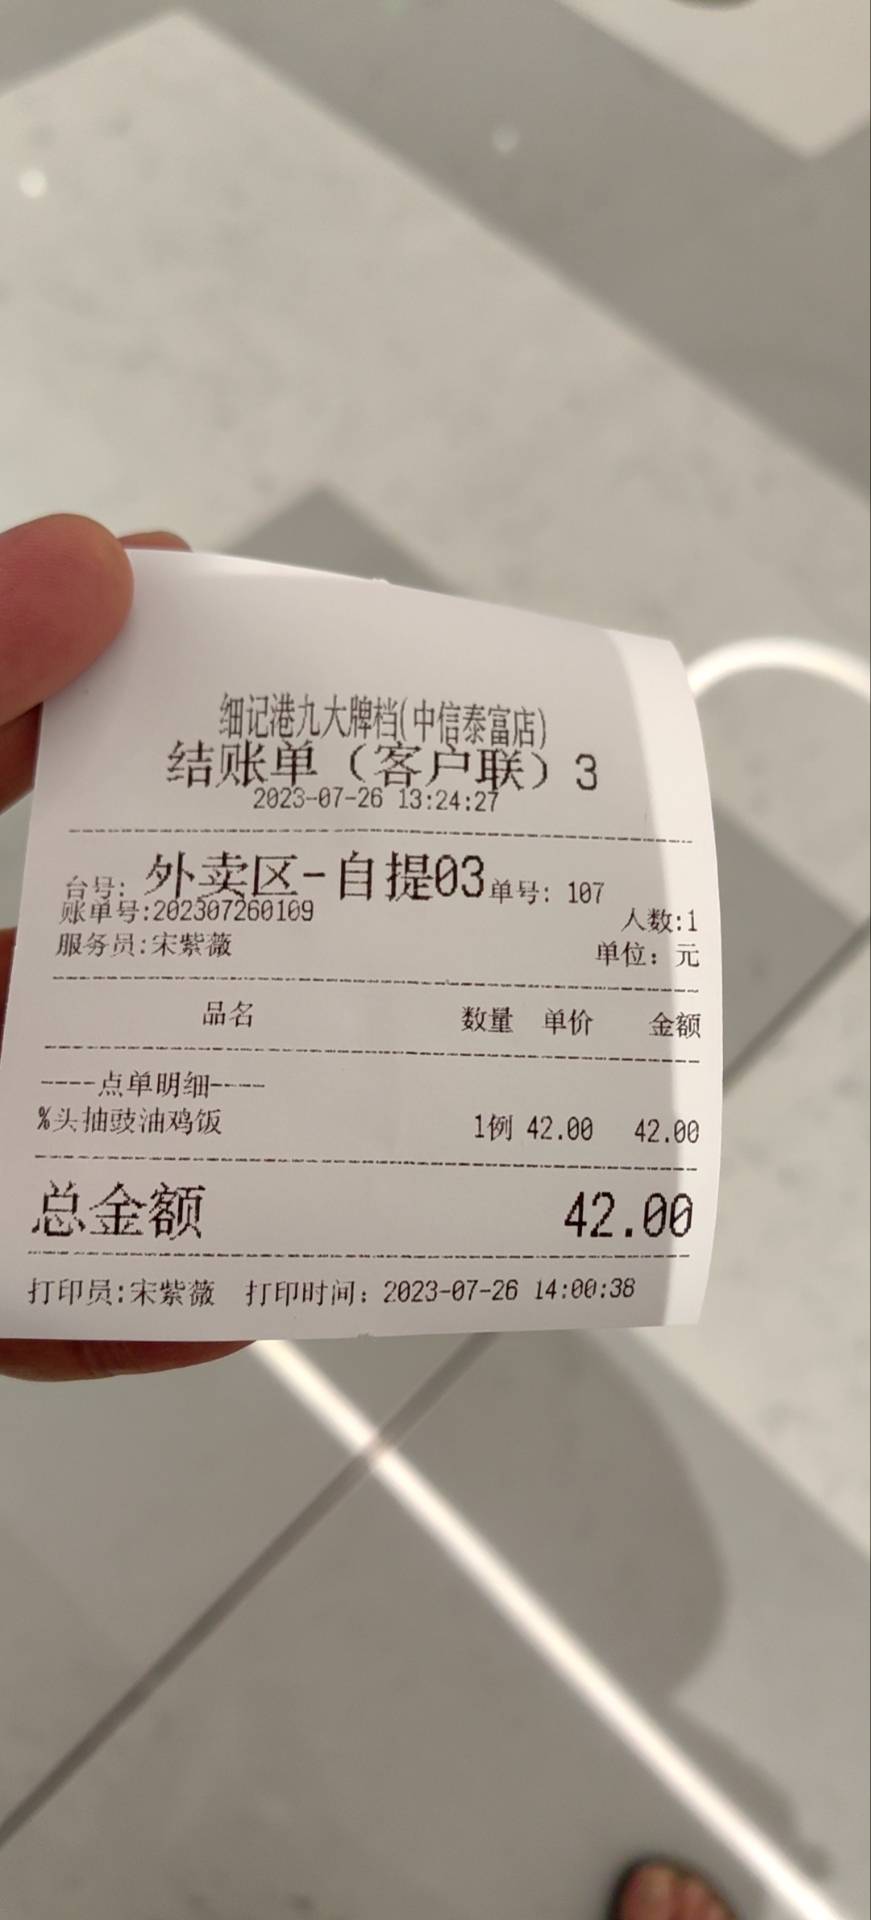 细记港九大牌档(中信泰富店)
结账单（客户联）3
2023-07-26 13:24:27
台号: 外卖区-自提03 单号: 107
账单号:202307260109 人数:1
服务员:宋紫薇 单位: 元
品名 数量 单价 金额
----点单明细----
%头抽豉油鸡饭 1例 42.00 42.00
总金额 42.00
打印员:宋紫薇 打印时间: 2023-07-26 14:00:38